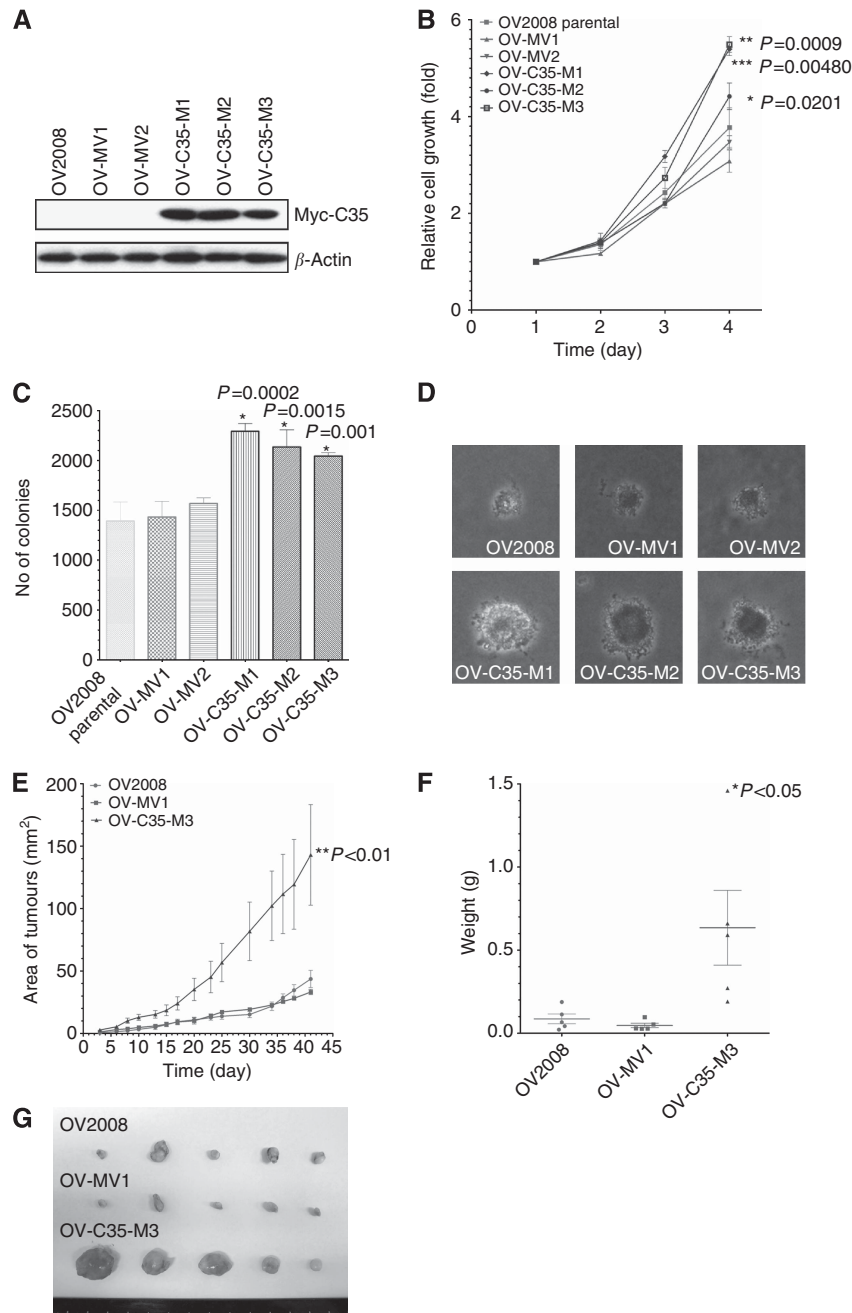 A
OV2008
OV-MV1
OV-MV2
OV-C35-M1
OV-C35-M2
OV-C35-M3
Myc-C35
β-Actin
B
6
4
2
0
Relative cell growth (fold)
OV2008 parental
OV-MV1
OV-MV2
OV-C35-M1
OV-C35-M2
OV-C35-M3
** P=0.0009
*** P=0.00480
* P=0.0201
0 1 2 3 4
Time (day)
C
2500
2000
1500
1000
500
0
No of colonies
P=0.0002
*
P=0.0015
*
P=0.001
*
OV2008
parental
OV-MV1
OV-MV2
OV-C35-M1
OV-C35-M2
OV-C35-M3
D
OV2008
OV-MV1
OV-MV2
OV-C35-M1
OV-C35-M2
OV-C35-M3
E
200
150
100
50
0
Area of tumours (mm²)
OV2008
OV-MV1
OV-C35-M3
**P<0.01
0 5 10 15 20 25 30 35 40 45
Time (day)
F
1.5
1.0
0.5
0.0
Weight (g)
*P<0.05
OV2008
OV-MV1
OV-C35-M3
G
OV2008
OV-MV1
OV-C35-M3